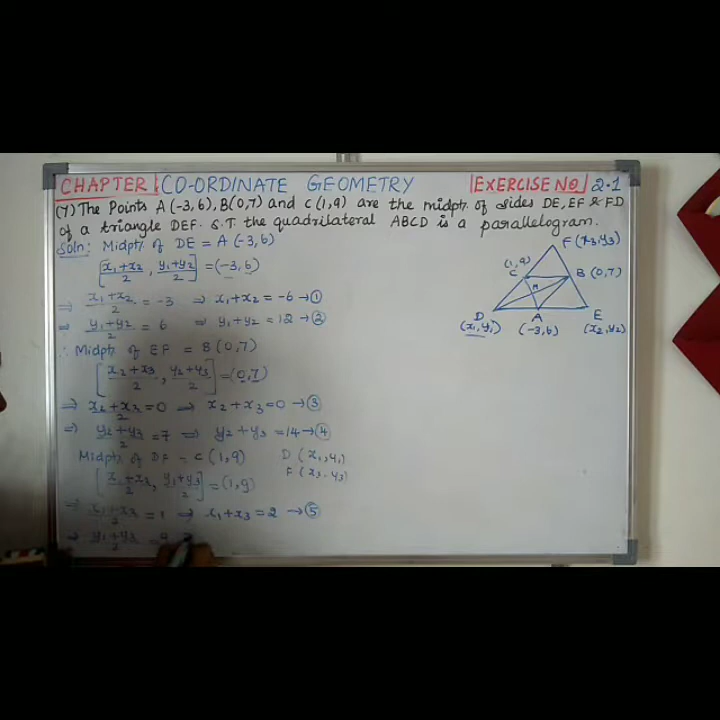 CHAPTER 1 CO-ORDINATE GEOMETRY EXERCISE NO 2.1
(7) The Points A(-3,6), B(0,7) and C(1,9) are the midpt. of sides DE, EF & FD
of a triangle DEF. S.T. the quadrilateral ABCD is a parallelogram.
Soln: Midpt. of DE = A(-3,6)
[x1+x2/2, y1+y2/2] = (-3,6)
⇒ x1+x2/2 = -3 ⇒ x1+x2 = -6 →①
⇒ y1+y2/2 = 6 ⇒ y1+y2 = 12 →②
∴ Midpt. of EF = B(0,7)
[x2+x3/2, y2+y3/2] = (0,7)
⇒ x2+x3/2 = 0 ⇒ x2+x3 = 0 →③
⇒ y2+y3/2 = 7 ⇒ y2+y3 = 14 →④
Midpt. of DF = C(1,9) D(x1,y1)
F(x3,y3)
[x1+x3/2, y1+y3/2] = (1,9)
⇒ x1+x3/2 = 1 ⇒ x1+x3 = 2 →⑤
⇒ y1+y3/2 = 9
F(x3,y3)
(1,9)
C
B (0,7)
M
D
A
E
(x1,y1)
(-3,6)
(x2,y2)